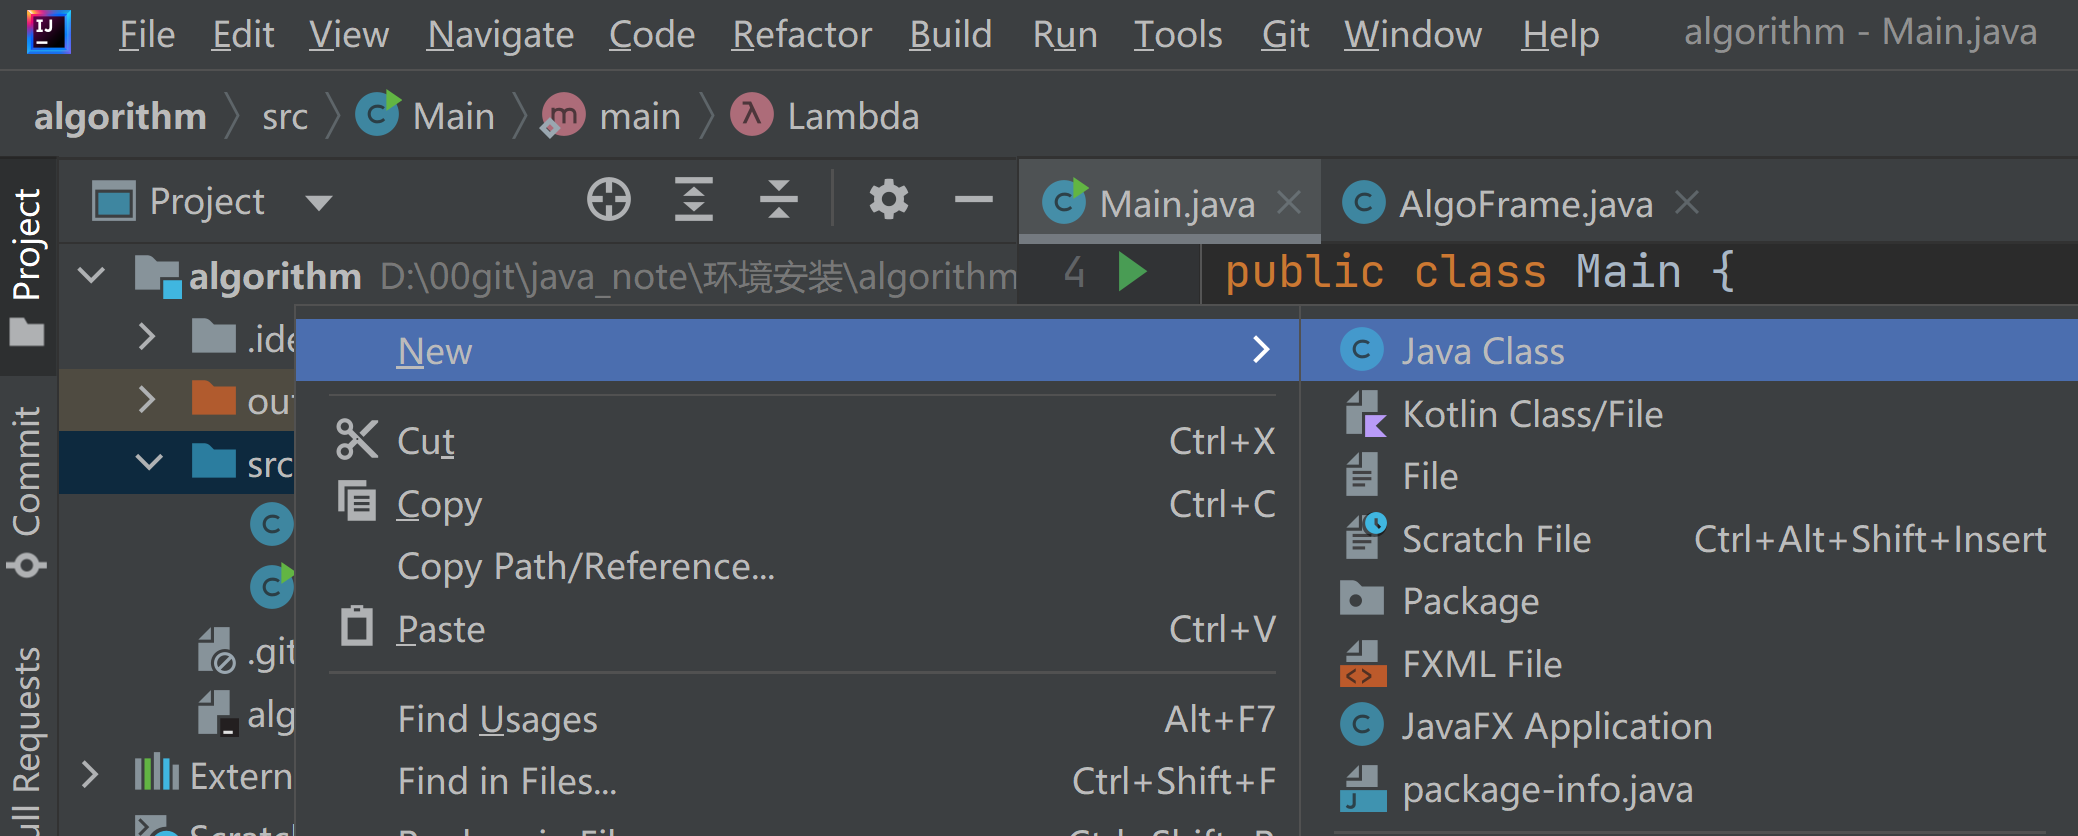 IJ File Edit View Navigate Code Refactor Build Run Tools Git Window Help algorithm - Main.java
algorithm src C Main m main λ Lambda
Project
Main.java AlgoFrame.java
algorithm D:\00git\java_note\环境安装\algorithm
4 public class Main {
.ide
out
src
.git
alg
Extern
Scratc
Project
Commit
ull Requests
New
Cut Ctrl+X
Copy Ctrl+C
Copy Path/Reference...
Paste Ctrl+V
Find Usages Alt+F7
Find in Files... Ctrl+Shift+F
Java Class
Kotlin Class/File
File
Scratch File Ctrl+Alt+Shift+Insert
Package
FXML File
JavaFX Application
package-info.java